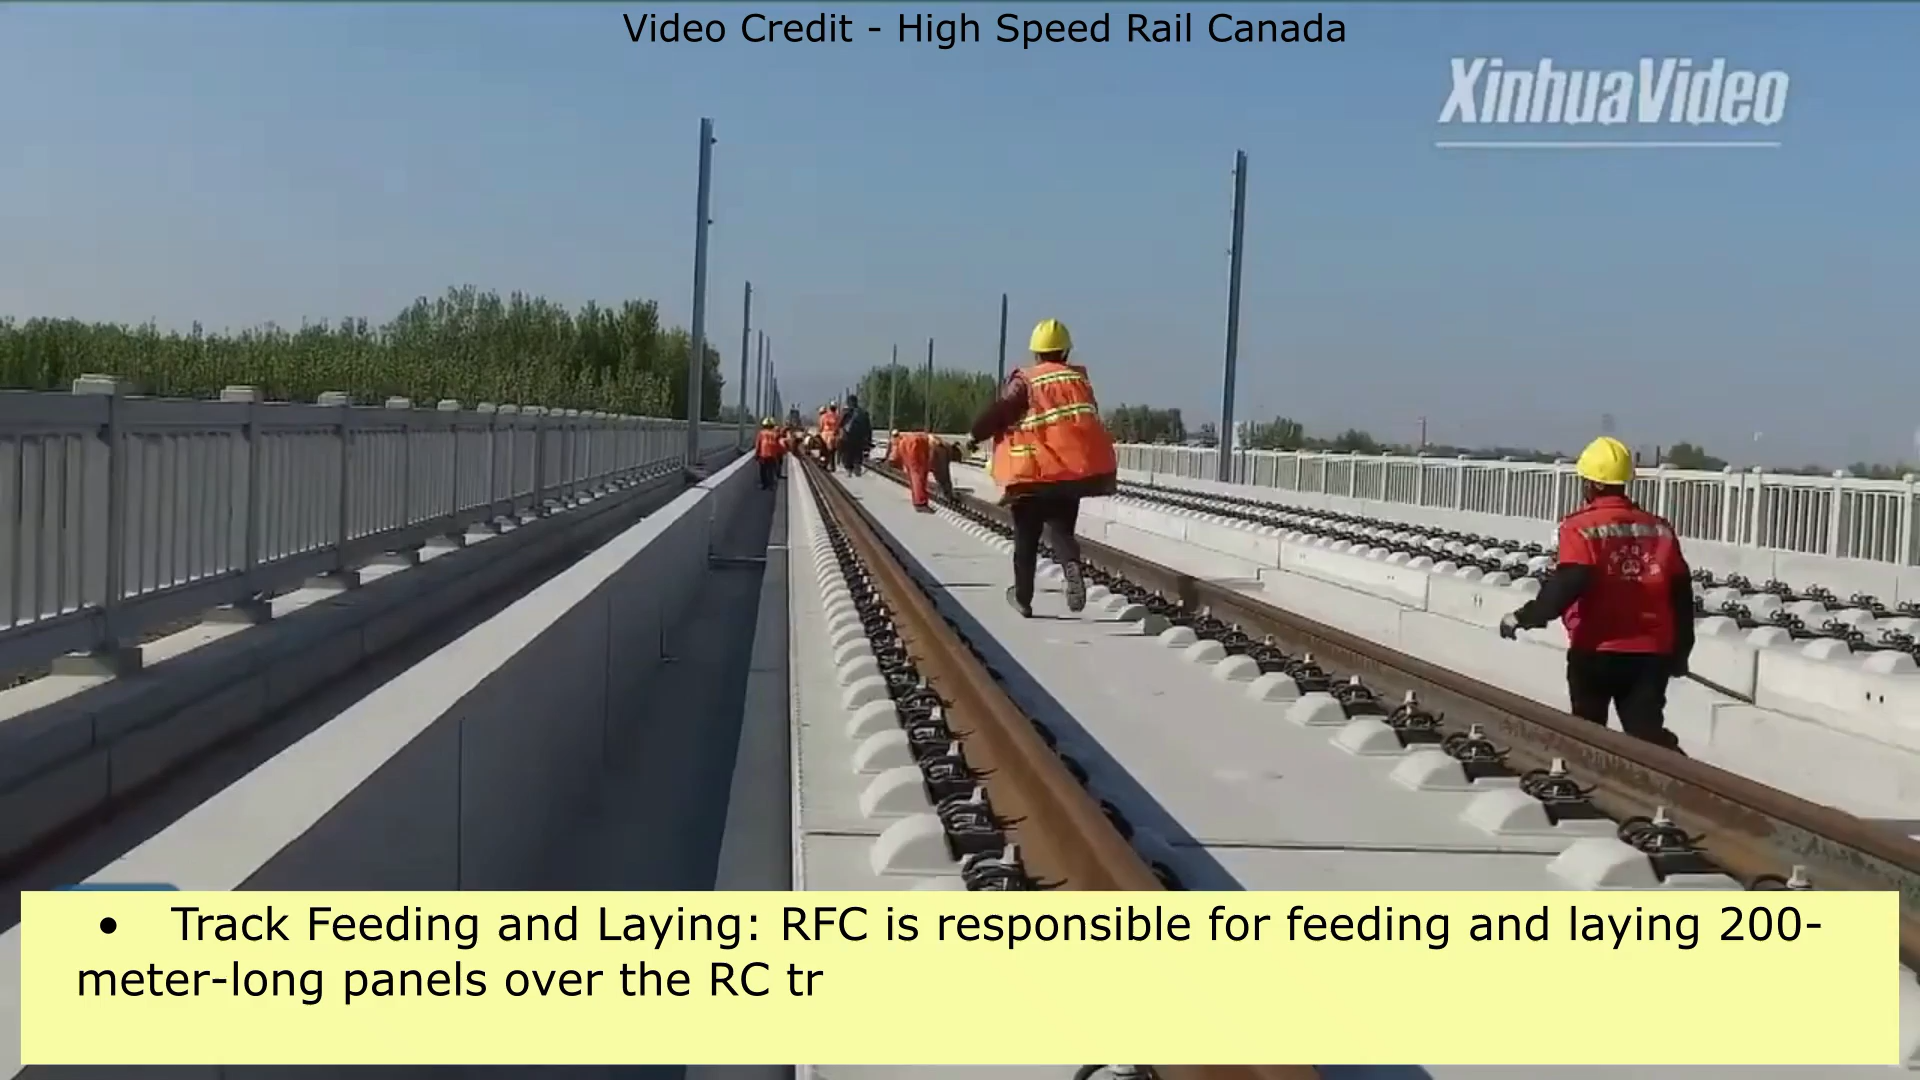 Video Credit - High Speed Rail Canada
XinhuaVideo
• Track Feeding and Laying: RFC is responsible for feeding and laying 200-
meter-long panels over the RC tr